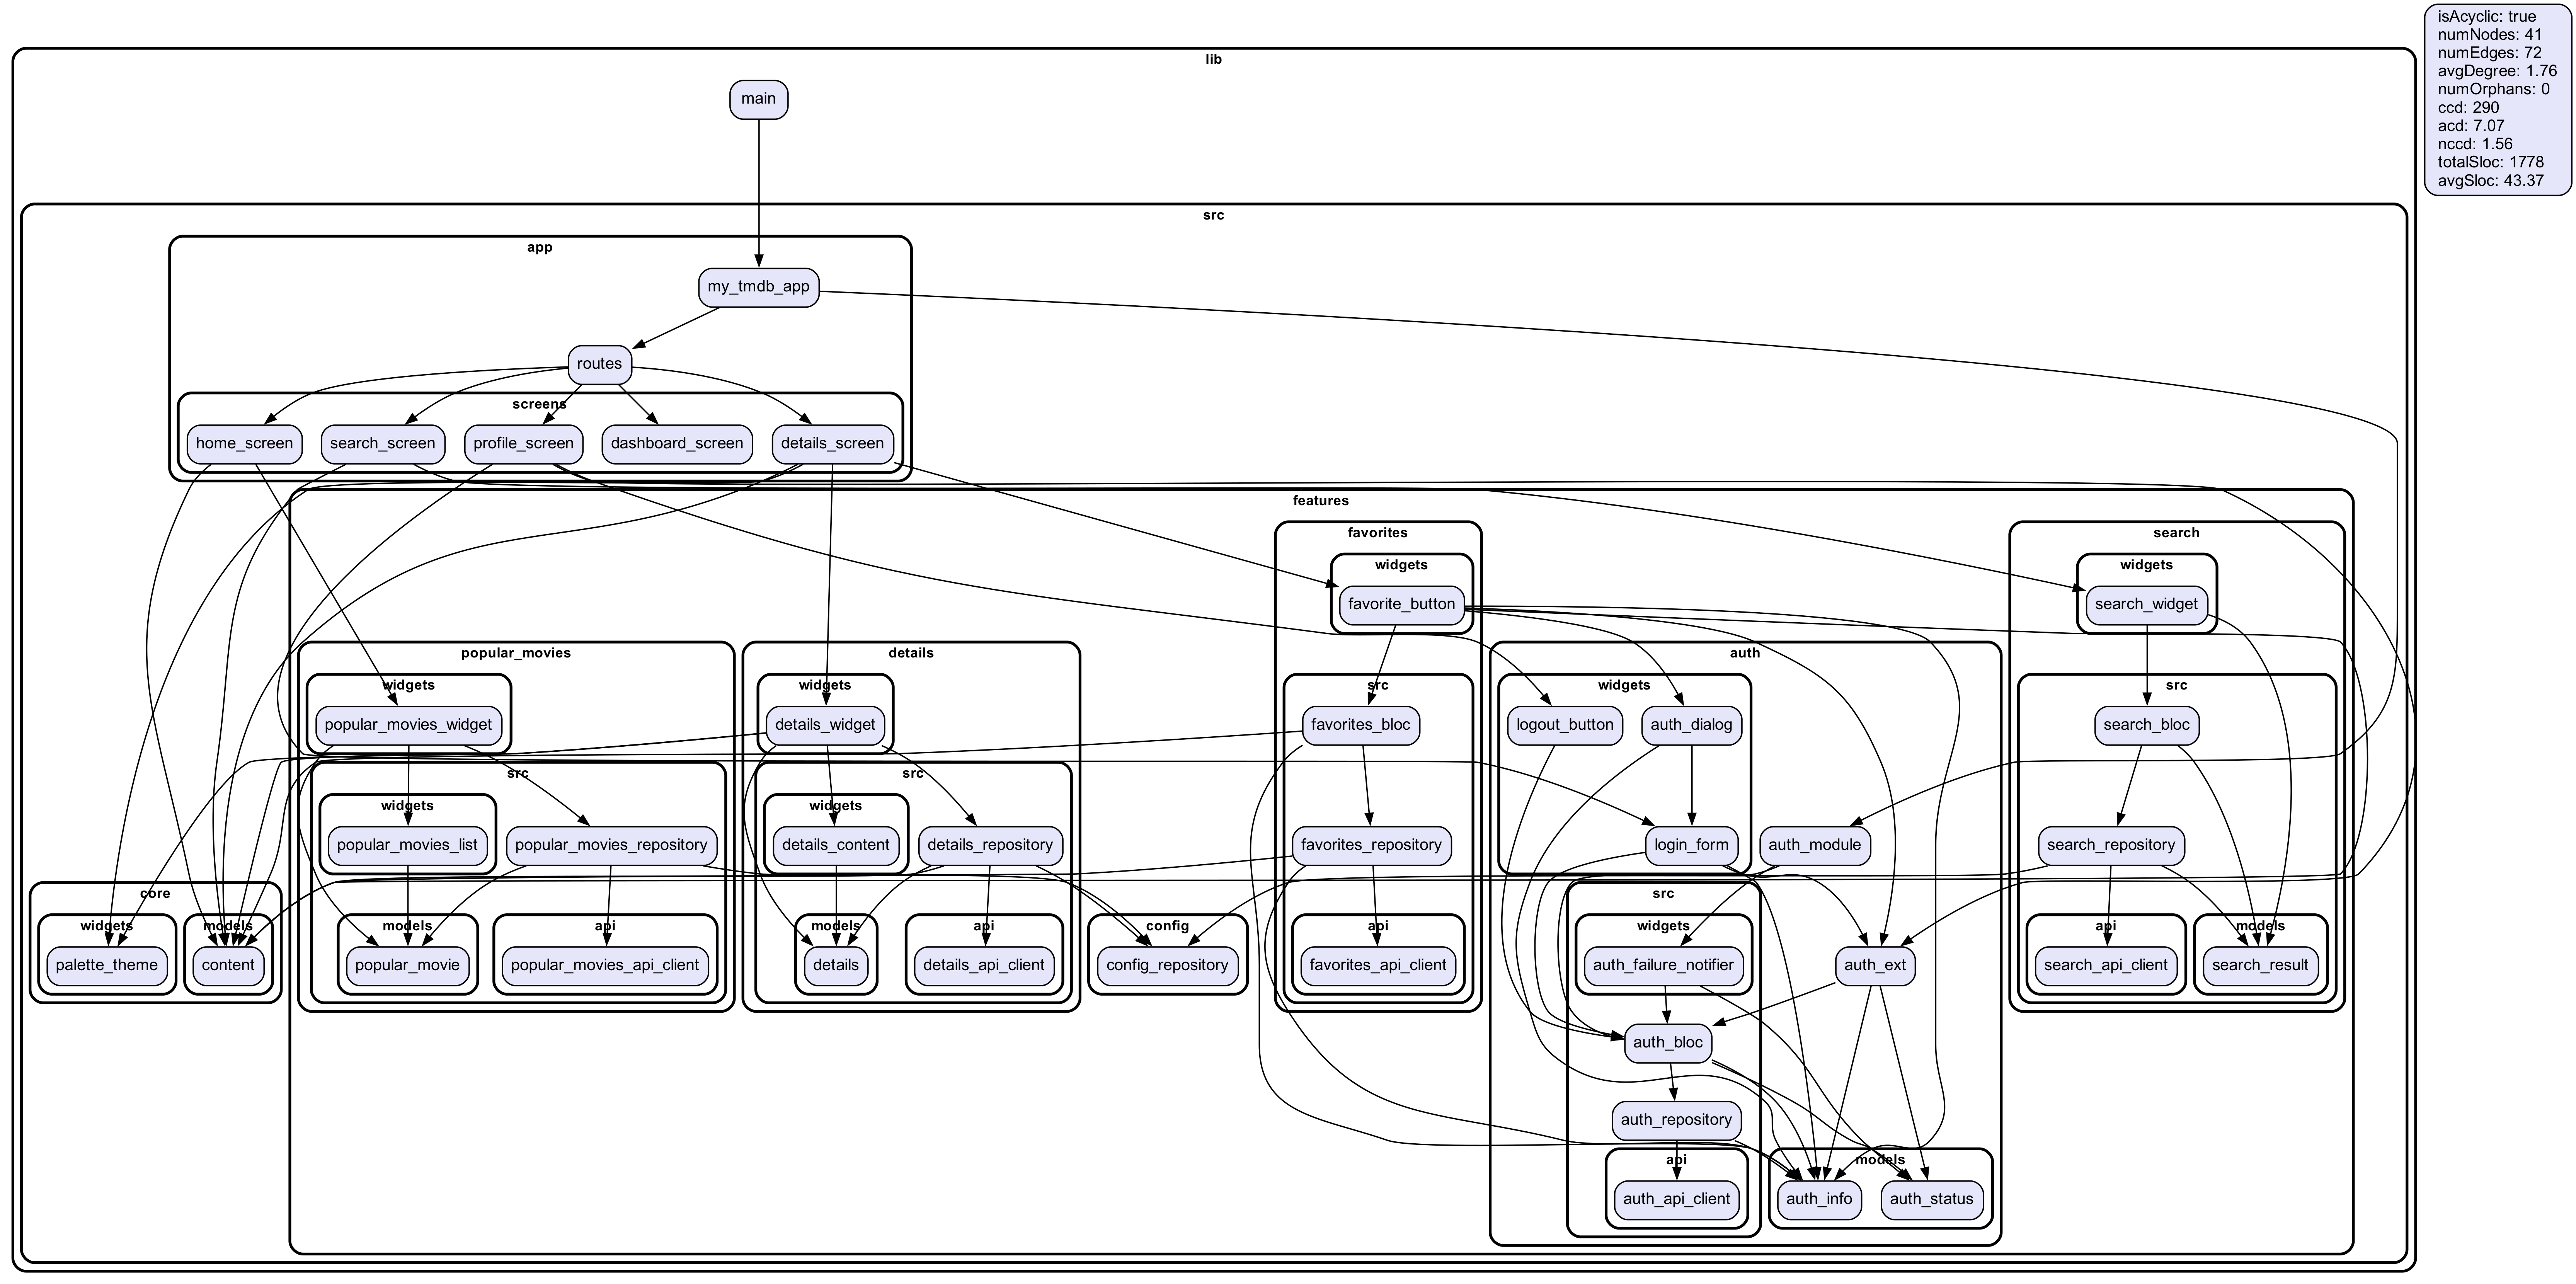 isAcyclic: true
numNodes: 41
numEdges: 72
avgDegree: 1.76
numOrphans: 0
ccd: 290
acd: 7.07
nccd: 1.56
totalSloc: 1778
avgSloc: 43.37
lib
main
src
app
my_tmdb_app
routes
screens
home_screen
search_screen
profile_screen
dashboard_screen
details_screen
features
favorites
widgets
favorite_button
search
widgets
search_widget
popular_movies
widgets
popular_movies_widget
details
widgets
details_widget
src
favorites_bloc
auth
widgets
logout_button
auth_dialog
src
search_bloc
src
widgets
popular_movies_list
popular_movies_repository
src
widgets
details_content
details_repository
favorites_repository
login_form
auth_module
search_repository
core
widgets
palette_theme
models
content
models
popular_movie
api
popular_movies_api_client
models
details
api
details_api_client
config
config_repository
api
favorites_api_client
src
widgets
auth_failure_notifier
auth_ext
api
search_api_client
models
search_result
auth_bloc
auth_repository
api
auth_api_client
models
auth_info
auth_status